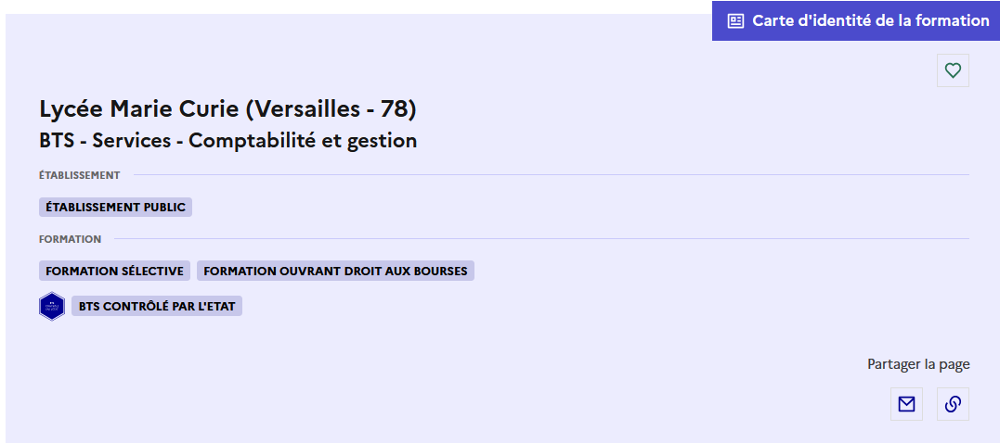 Carte d'identité de la formation
Lycée Marie Curie (Versailles - 78)
BTS - Services - Comptabilité et gestion
ÉTABLISSEMENT
ÉTABLISSEMENT PUBLIC
FORMATION
FORMATION SÉLECTIVE FORMATION OUVRANT DROIT AUX BOURSES
BTS CONTRÔLÉ PAR L'ETAT
Partager la page